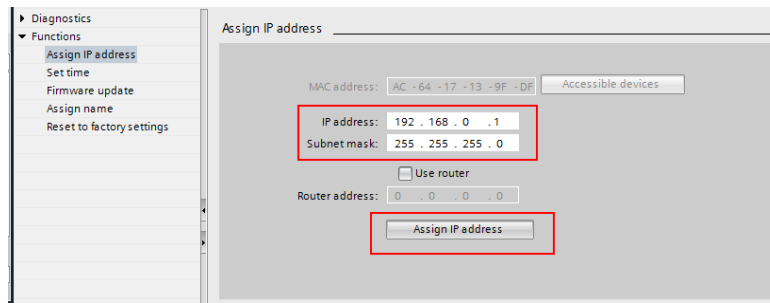 Diagnostics
Functions
Assign IP address
Set time
Firmware update
Assign name
Reset to factory settings
Assign IP address
MAC address: AC - 64 - 17 - 13 - 9F - DF Accessible devices
IP address: 192 . 168 . 0 . 1
Subnet mask: 255 . 255 . 255 . 0
Use router
Router address: 0 . 0 . 0 . 0
Assign IP address